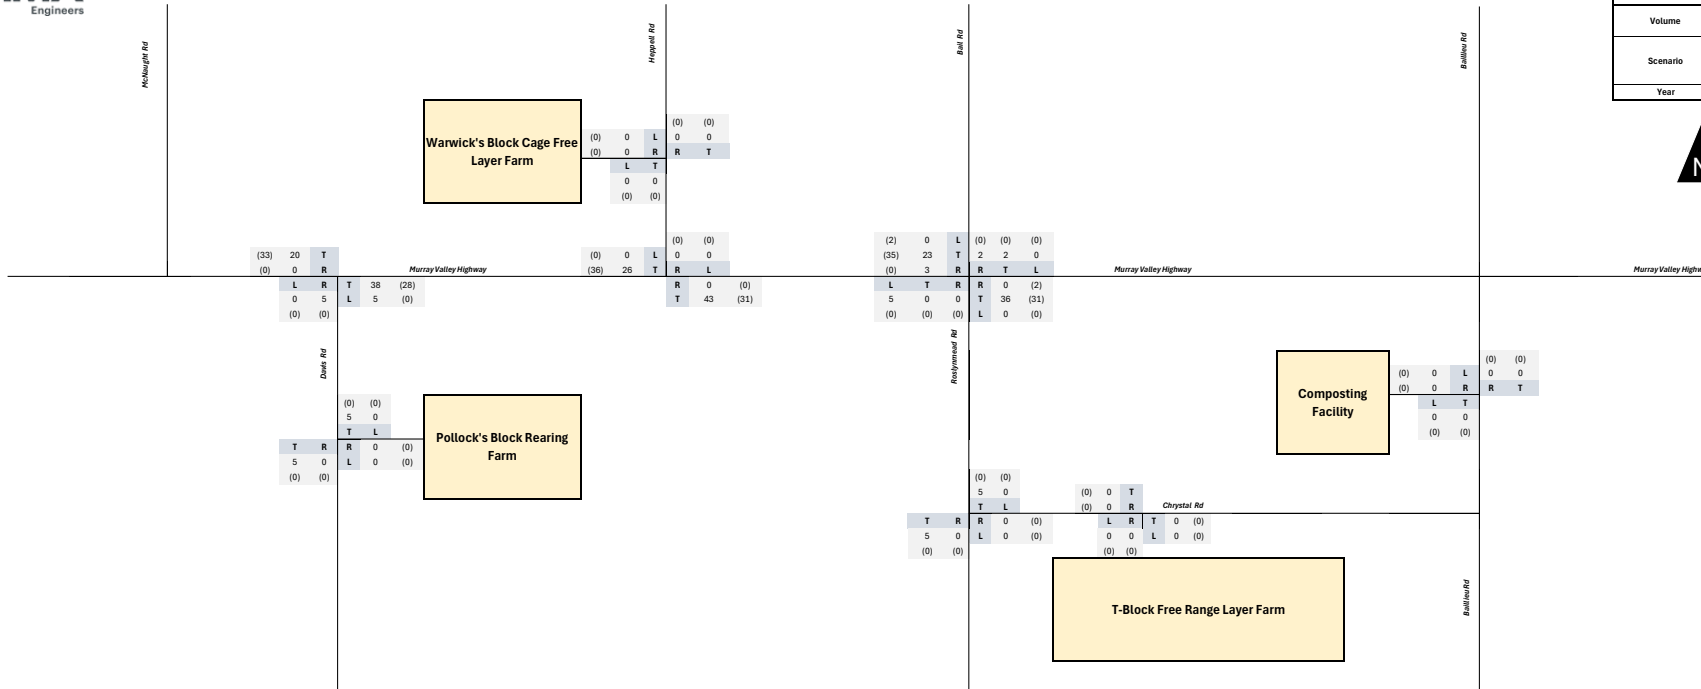 Engineers
Volume
Scenario
Year
McNaught Rd
Heppell Rd
Ball Rd
Baillieu Rd
N
Warwick's Block Cage Free
Layer Farm
(0) (0)
(0) 0 L 0 0
(0) 0 R R T
L T
0 0
(0) (0)
(33) 20 T
(0) 0 R
Murray Valley Highway
L R T 38 (28)
0 5 L 5 (0)
(0) (0)
(0) (0)
(0) 0 L 0 0
(36) 26 T R L
R 0 (0)
T 43 (31)
(2) 0 L (0) (0) (0)
(35) 23 T 2 2 0
(0) 3 R R T L
L T R R 0 (2)
5 0 0 T 36 (31)
(0) (0) (0) L 0 (0)
Murray Valley Highway
Murray Valley Highw
Davis Rd
Roslynmead Rd
(0) (0)
5 0
T L
T R R 0 (0)
5 0 L 0 (0)
(0) (0)
Pollock's Block Rearing
Farm
Composting
Facility
(0) (0)
(0) 0 L 0 0
(0) 0 R R T
L T
0 0
(0) (0)
(0) (0)
5 0
T L
T R R 0 (0)
5 0 L 0 (0)
(0) (0)
(0) 0 T
(0) 0 R
Chrystal Rd
L R T 0 (0)
0 0 L 0 (0)
(0) (0)
T-Block Free Range Layer Farm
Baillieu Rd